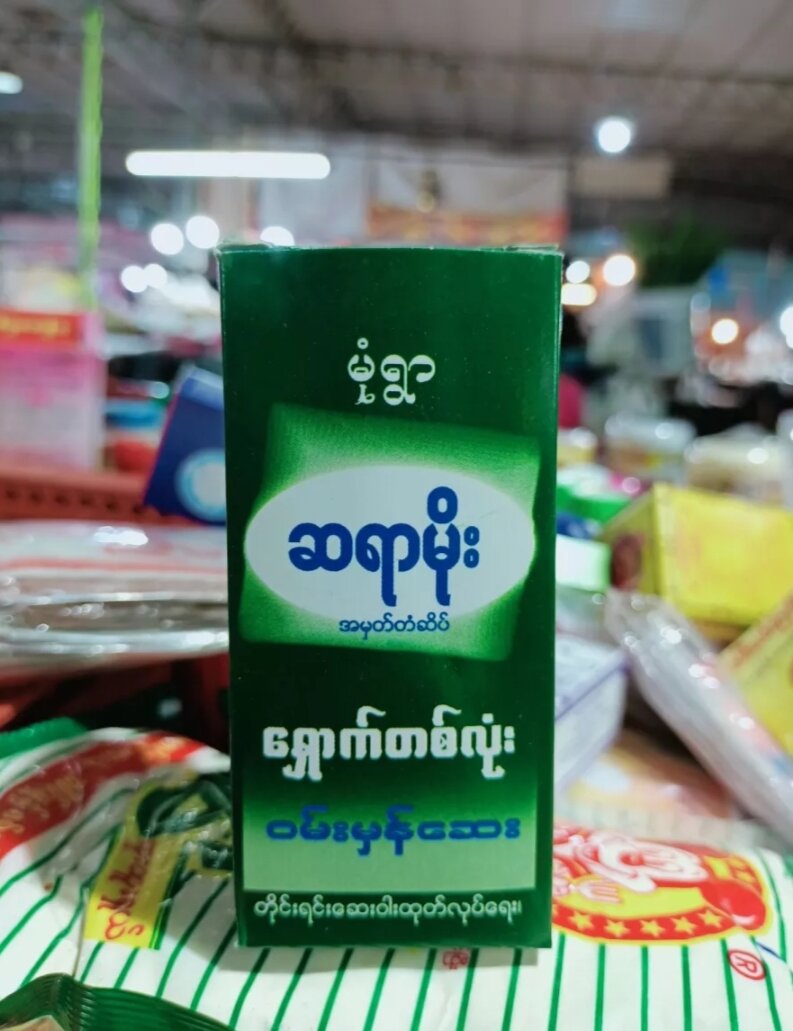 မုံရွာ
ဆရာမိုး
အမှတ်တံဆိပ်
ရှောက်တစ်လုံး
ဝမ်းမှန်ဆေး
တိုင်းရင်းဆေးဝါးထုတ်လုပ်ရေး၊